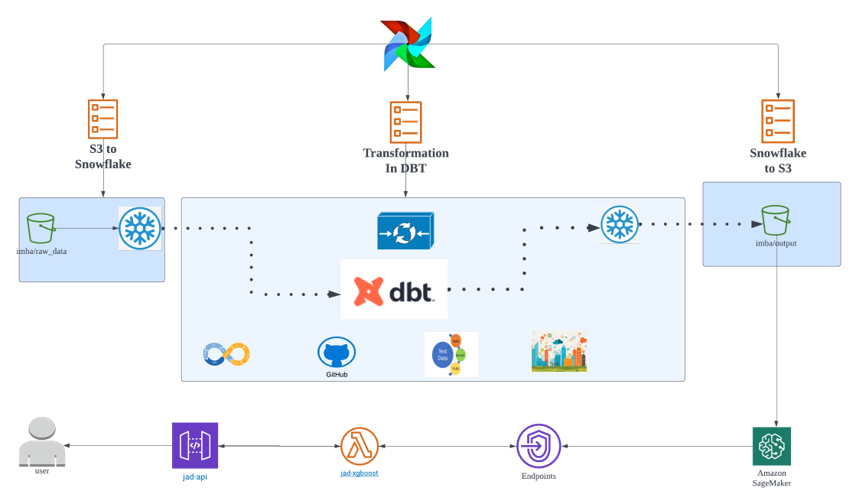 S3 to
Snowflake
Transformation
In DBT
Snowflake
to S3
imba/raw_data
imba/output
dbt
GitHub
Test
Data
user
jad-api
jad-xgboost
Endpoints
Amazon
SageMaker